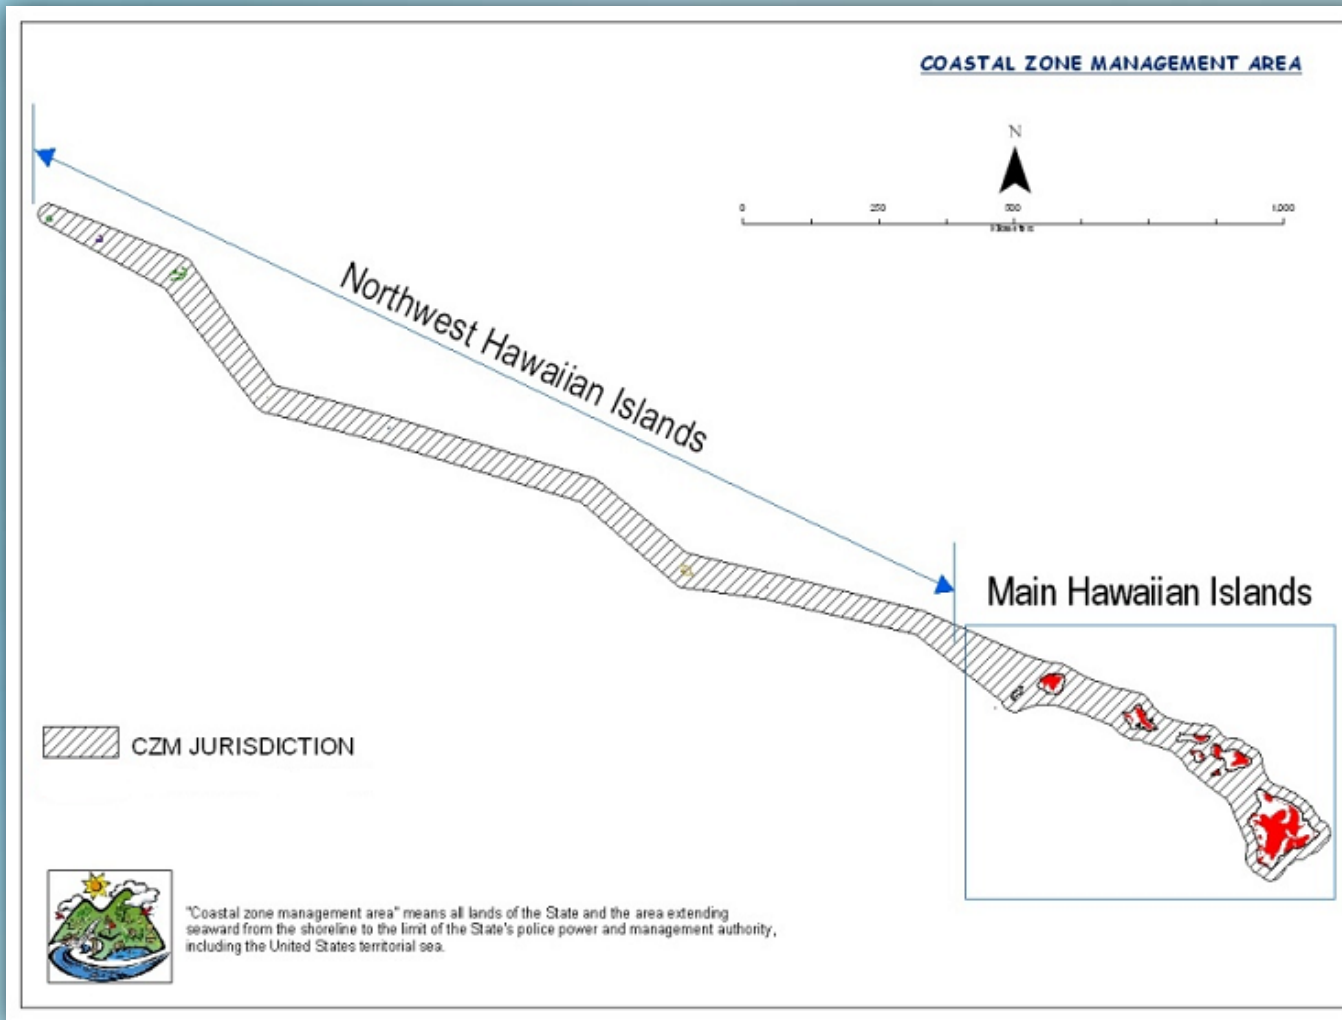 COASTAL ZONE MANAGEMENT AREA
N
0 250 500 1,000
Northwest Hawaiian Islands
Main Hawaiian Islands
CZM JURISDICTION
"Coastal zone management area" means all lands of the State and the area extending
seaward from the shoreline to the limit of the State's police power and management authority,
including the United States territorial sea.